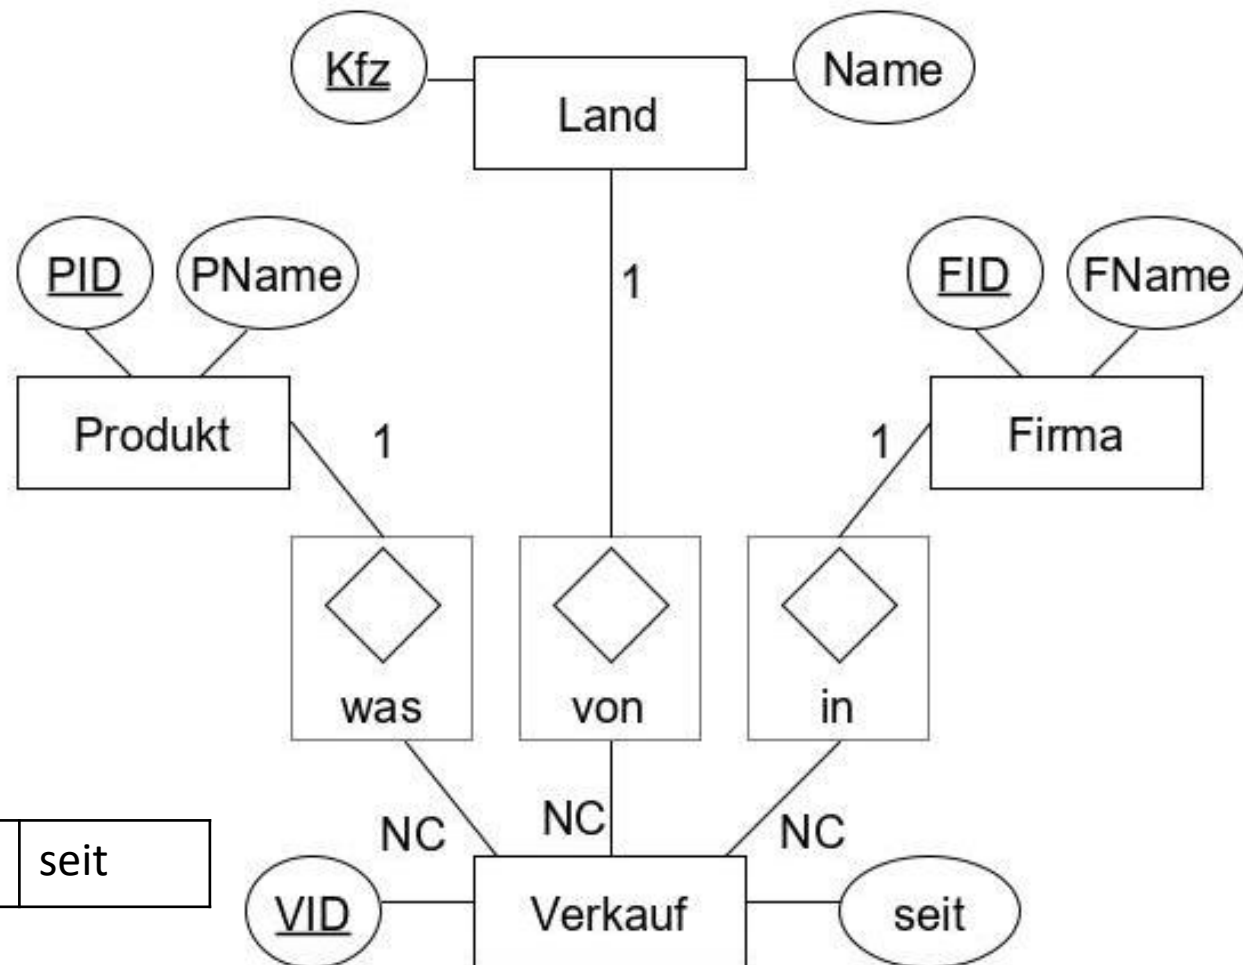 Kfz
Land
Name
PID
PName
1
FID
FName
Produkt
1
1
Firma
was
von
in
NC
NC
NC
seit
VID
Verkauf
seit